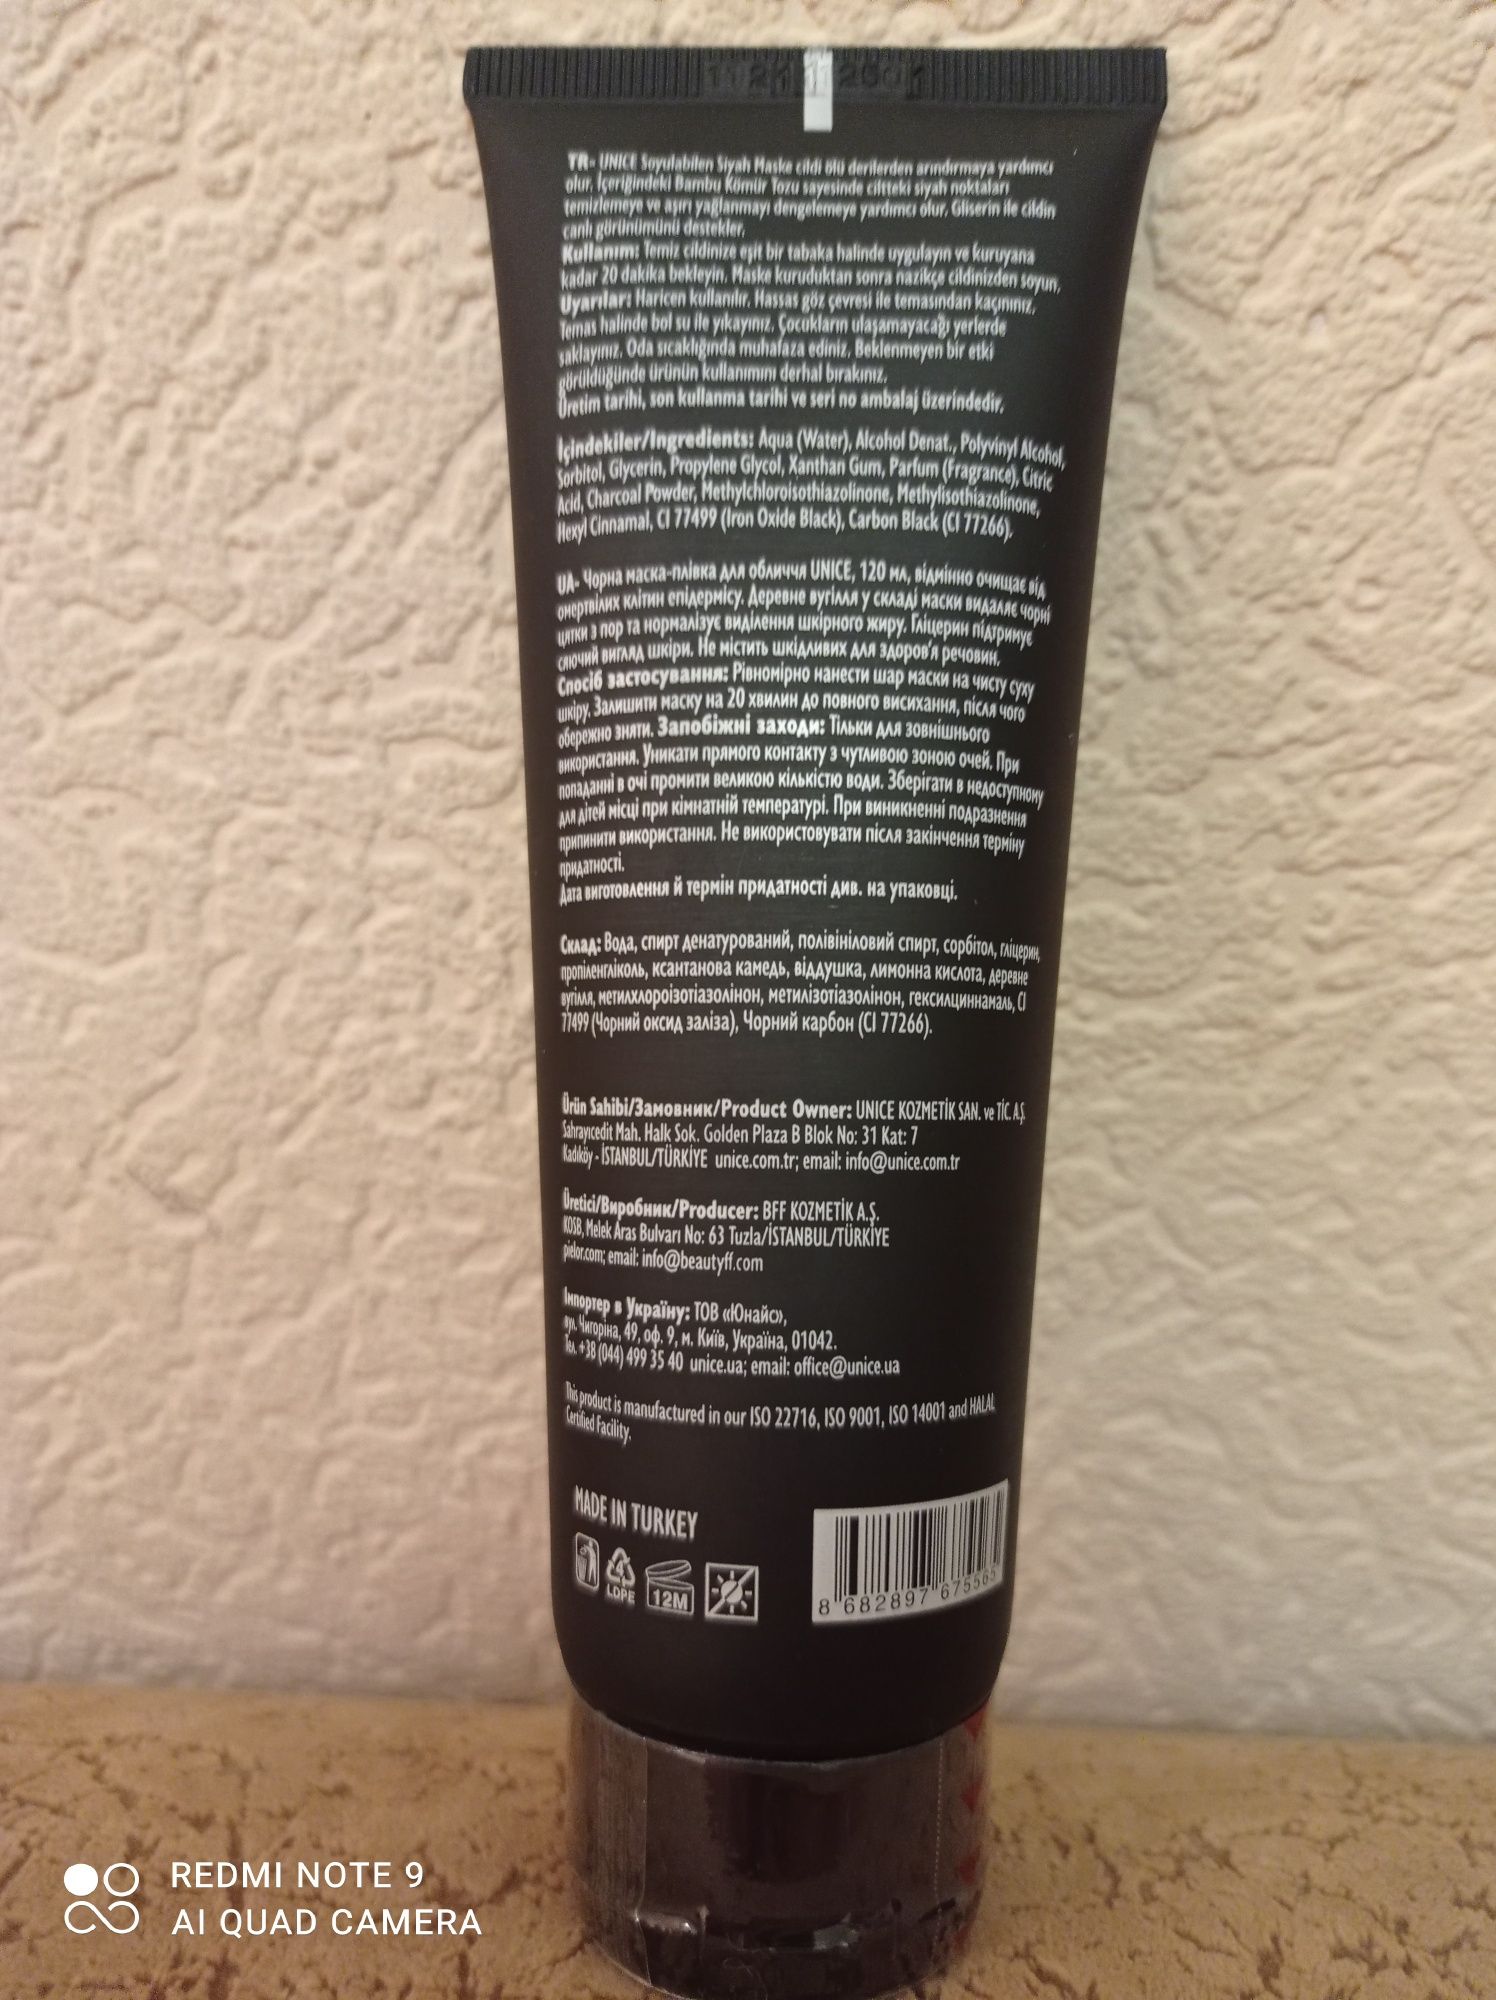 TR- UNICE Soyulabilen Siyah Maske cildi ölü derilerden arındırmaya yardımcı
olur. İçeriğindeki Bambu Kömür Tozu sayesinde ciltteki siyah noktaları
temizlemeye ve aşırı yağlanmayı dengelemeye yardımcı olur. Gliserin ile cildin
canlı görünümünü destekler.
Kullanım: Temiz cildinize eşit bir tabaka halinde uygulayın ve kuruyana
kadar 20 dakika bekleyin. Maske kuruduktan sonra nazikçe cildinizden soyun.
Uyarılar: Haricen kullanılır. Hassas göz çevresi ile temasından kaçınınız.
Temas halinde bol su ile yıkayınız. Çocukların ulaşamayacağı yerlerde
saklayınız. Oda sıcaklığında muhafaza ediniz. Beklenmeyen bir etki
görüldüğünde ürünün kullanımını derhal bırakınız.
Üretim tarihi, son kullanma tarihi ve seri no ambalaj üzerindedir.
İçindekiler/Ingredients: Aqua (Water), Alcohol Denat., Polyvinyl Alcohol,
Sorbitol, Glycerin, Propylene Glycol, Xanthan Gum, Parfum (Fragrance), Citric
Acid, Charcoal Powder, Methylchloroisothiazolinone, Methylisothiazolinone,
Hexyl Cinnamal, CI 77499 (Iron Oxide Black), Carbon Black (CI 77266).
UA- Чорна маска-плівка для обличчя UNICE, 120 мл, відмінно очищає від
омертвілих клітин епідермісу. Деревне вугілля у складі маски видаляє чорні
цятки з пор та нормалізує виділення шкірного жиру. Гліцерин підтримує
сяючий вигляд шкіри. Не містить шкідливих для здоров'я речовин.
Спосіб застосування: Рівномірно нанести шар маски на чисту суху
шкіру. Залишити маску на 20 хвилин до повного висихання, після чого
обережно зняти. Запобіжні заходи: Тільки для зовнішнього
використання. Уникати прямого контакту з чутливою зоною очей. При
попаданні в очі промити великою кількістю води. Зберігати в недоступному
для дітей місці при кімнатній температурі. При виникненні подразнення
припинити використання. Не використовувати після закінчення терміну
придатності.
Дата виготовлення й термін придатності див. на упаковці.
Склад: Вода, спирт денатурований, полівініловий спирт, сорбітол, гліцерин,
пропіленгліколь, ксантанова камедь, віддушка, лимонна кислота, деревне
вугілля, метилхлороізотіазолінон, метилізотіазолінон, гексилциннамаль, CI
77499 (Чорний оксид заліза), Чорний карбон (CI 77266).
Ürün Sahibi/Замовник/Product Owner: UNICE KOZMETİK SAN. ve TİC. A.Ş.
Sahrayıcedit Mah. Halk Sok. Golden Plaza B Blok No: 31 Kat: 7
Kadıköy - İSTANBUL/TÜRKİYE unice.com.tr; email: info@unice.com.tr
Üretici/Виробник/Producer: BFF KOZMETİK A.Ş.
KOSB, Melek Aras Bulvarı No: 63 Tuzla/İSTANBUL/TÜRKİYE
pielor.com; email: info@beautyff.com
Імпортер в Україну: ТОВ «Юнайс»,
вул. Чигоріна, 49, оф. 9, м. Київ, Україна, 01042.
Тел. +38 (044) 499 35 40 unice.ua; email: office@unice.ua
This product is manufactured in our ISO 22716, ISO 9001, ISO 14001 and HALAL
Certified Facility.
MADE IN TURKEY
4
LDPE
12M
8 682897 675565
REDMI NOTE 9
AI QUAD CAMERA